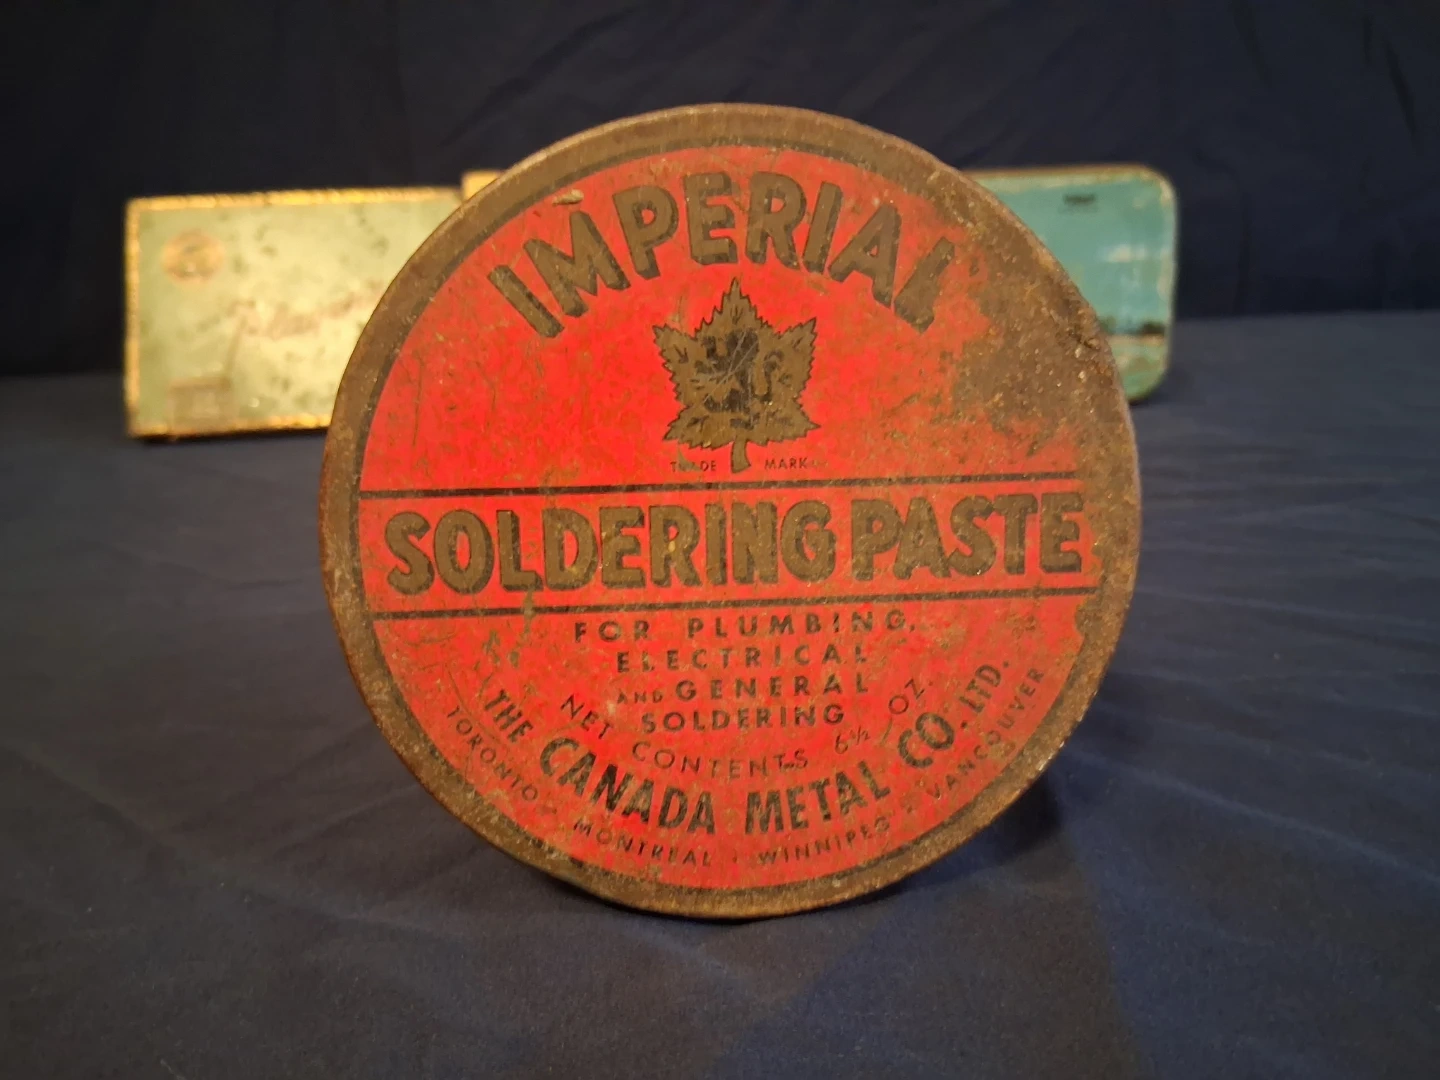 IMPERIAL
TRADE MARK
SOLDERING PASTE
FOR PLUMBING,
ELECTRICAL
AND GENERAL
SOLDERING
NET CONTENTS 6½ OZ.
THE CANADA METAL CO. LTD.
TORONTO MONTREAL WINNIPEG VANCOUVER